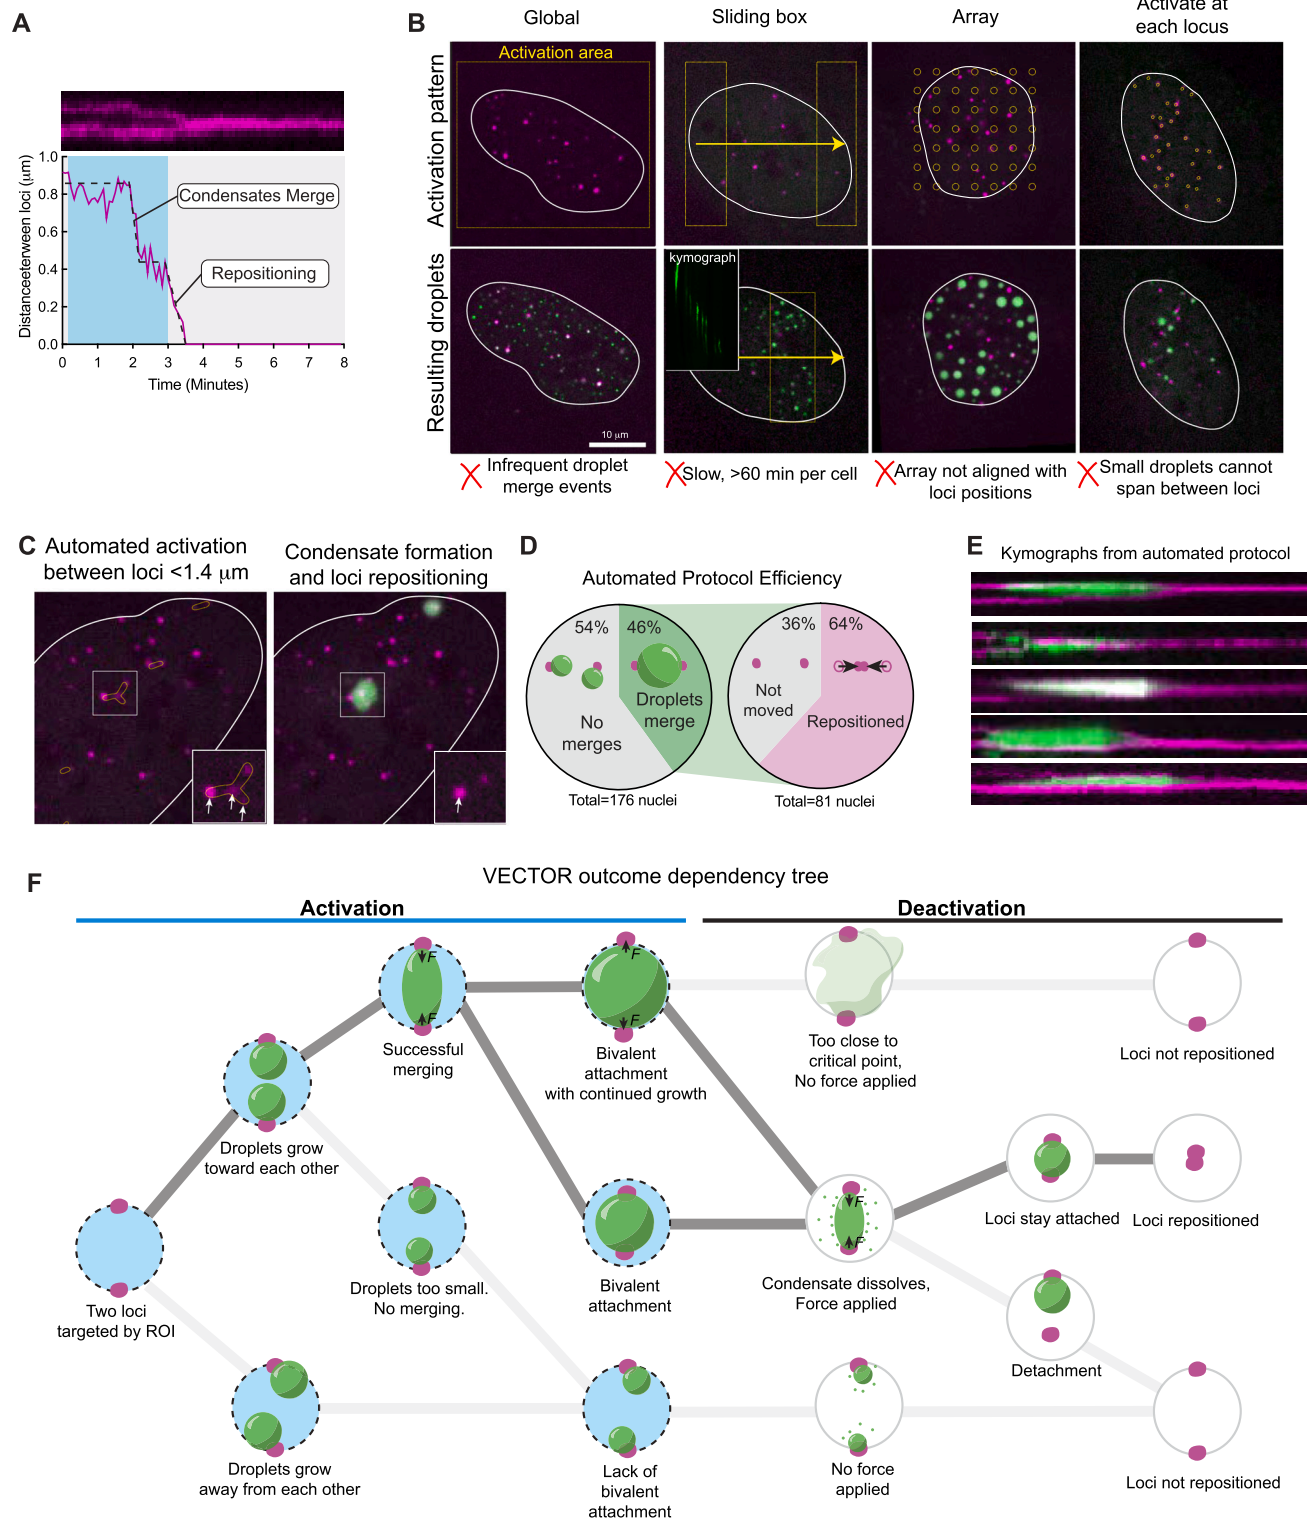 A
Distanceterween loci (μm)
1.0
0.8
0.6
0.4
0.2
0.0
Condensates Merge
Repositioning
0 1 2 3 4 5 6 7 8
Time (Minutes)
B
Global
Sliding box
Array
Activate at
each locus
Activation pattern
Activation area
Resulting droplets
kymograph
10 μm
Infrequent droplet
merge events
Slow, >60 min per cell
Array not aligned with
loci positions
Small droplets cannot
span between loci
C
Automated activation
between loci <1.4 μm
Condensate formation
and loci repositioning
D
Automated Protocol Efficiency
54%
46%
No
merges
Droplets
merge
Total=176 nuclei
36%
64%
Not
moved
Repositioned
Total=81 nuclei
E
Kymographs from automated protocol
F
VECTOR outcome dependency tree
Activation
Deactivation
F
F
Successful
merging
F
F
Bivalent
attachment
with continued growth
Too close to
critical point,
No force applied
Loci not repositioned
Droplets grow
toward each other
Two loci
targeted by ROI
Droplets too small.
No merging.
Bivalent
attachment
F
F
Condensate dissolves,
Force applied
Loci stay attached
Loci repositioned
Detachment
Droplets grow
away from each other
Lack of
bivalent
attachment
No force
applied
Loci not repositioned